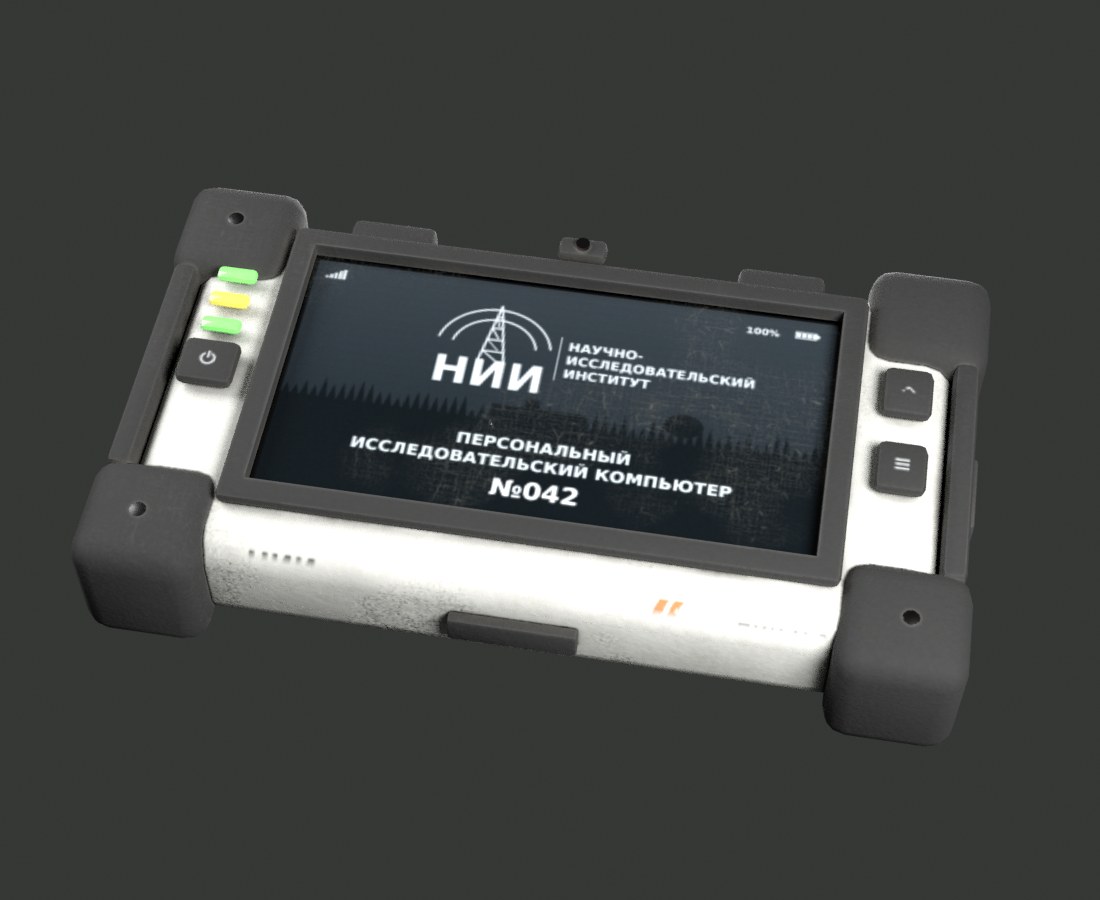 100%
НИИ
НАУЧНО-
ИССЛЕДОВАТЕЛЬСКИЙ
ИНСТИТУТ
ПЕРСОНАЛЬНЫЙ
ИССЛЕДОВАТЕЛЬСКИЙ КОМПЬЮТЕР
№042